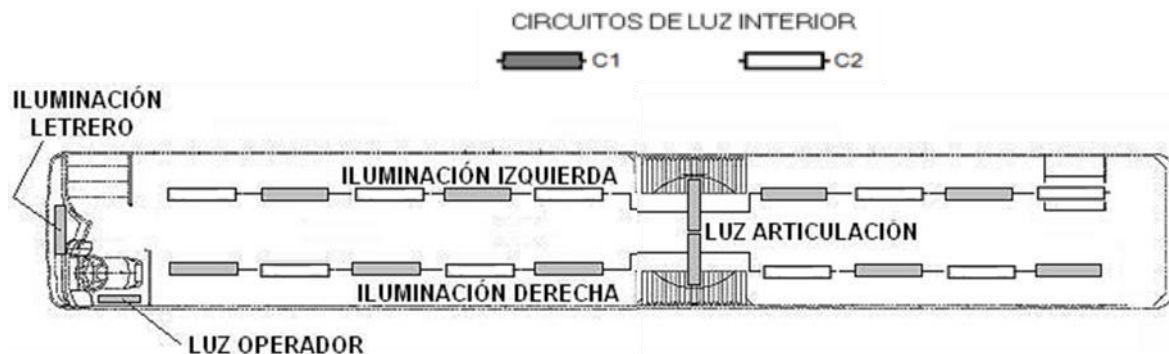 CIRCUITOS DE LUZ INTERIOR
C1 C2
ILUMINACIÓN
LETRERO
ILUMINACIÓN IZQUIERDA
LUZ ARTICULACIÓN
ILUMINACIÓN DERECHA
LUZ OPERADOR